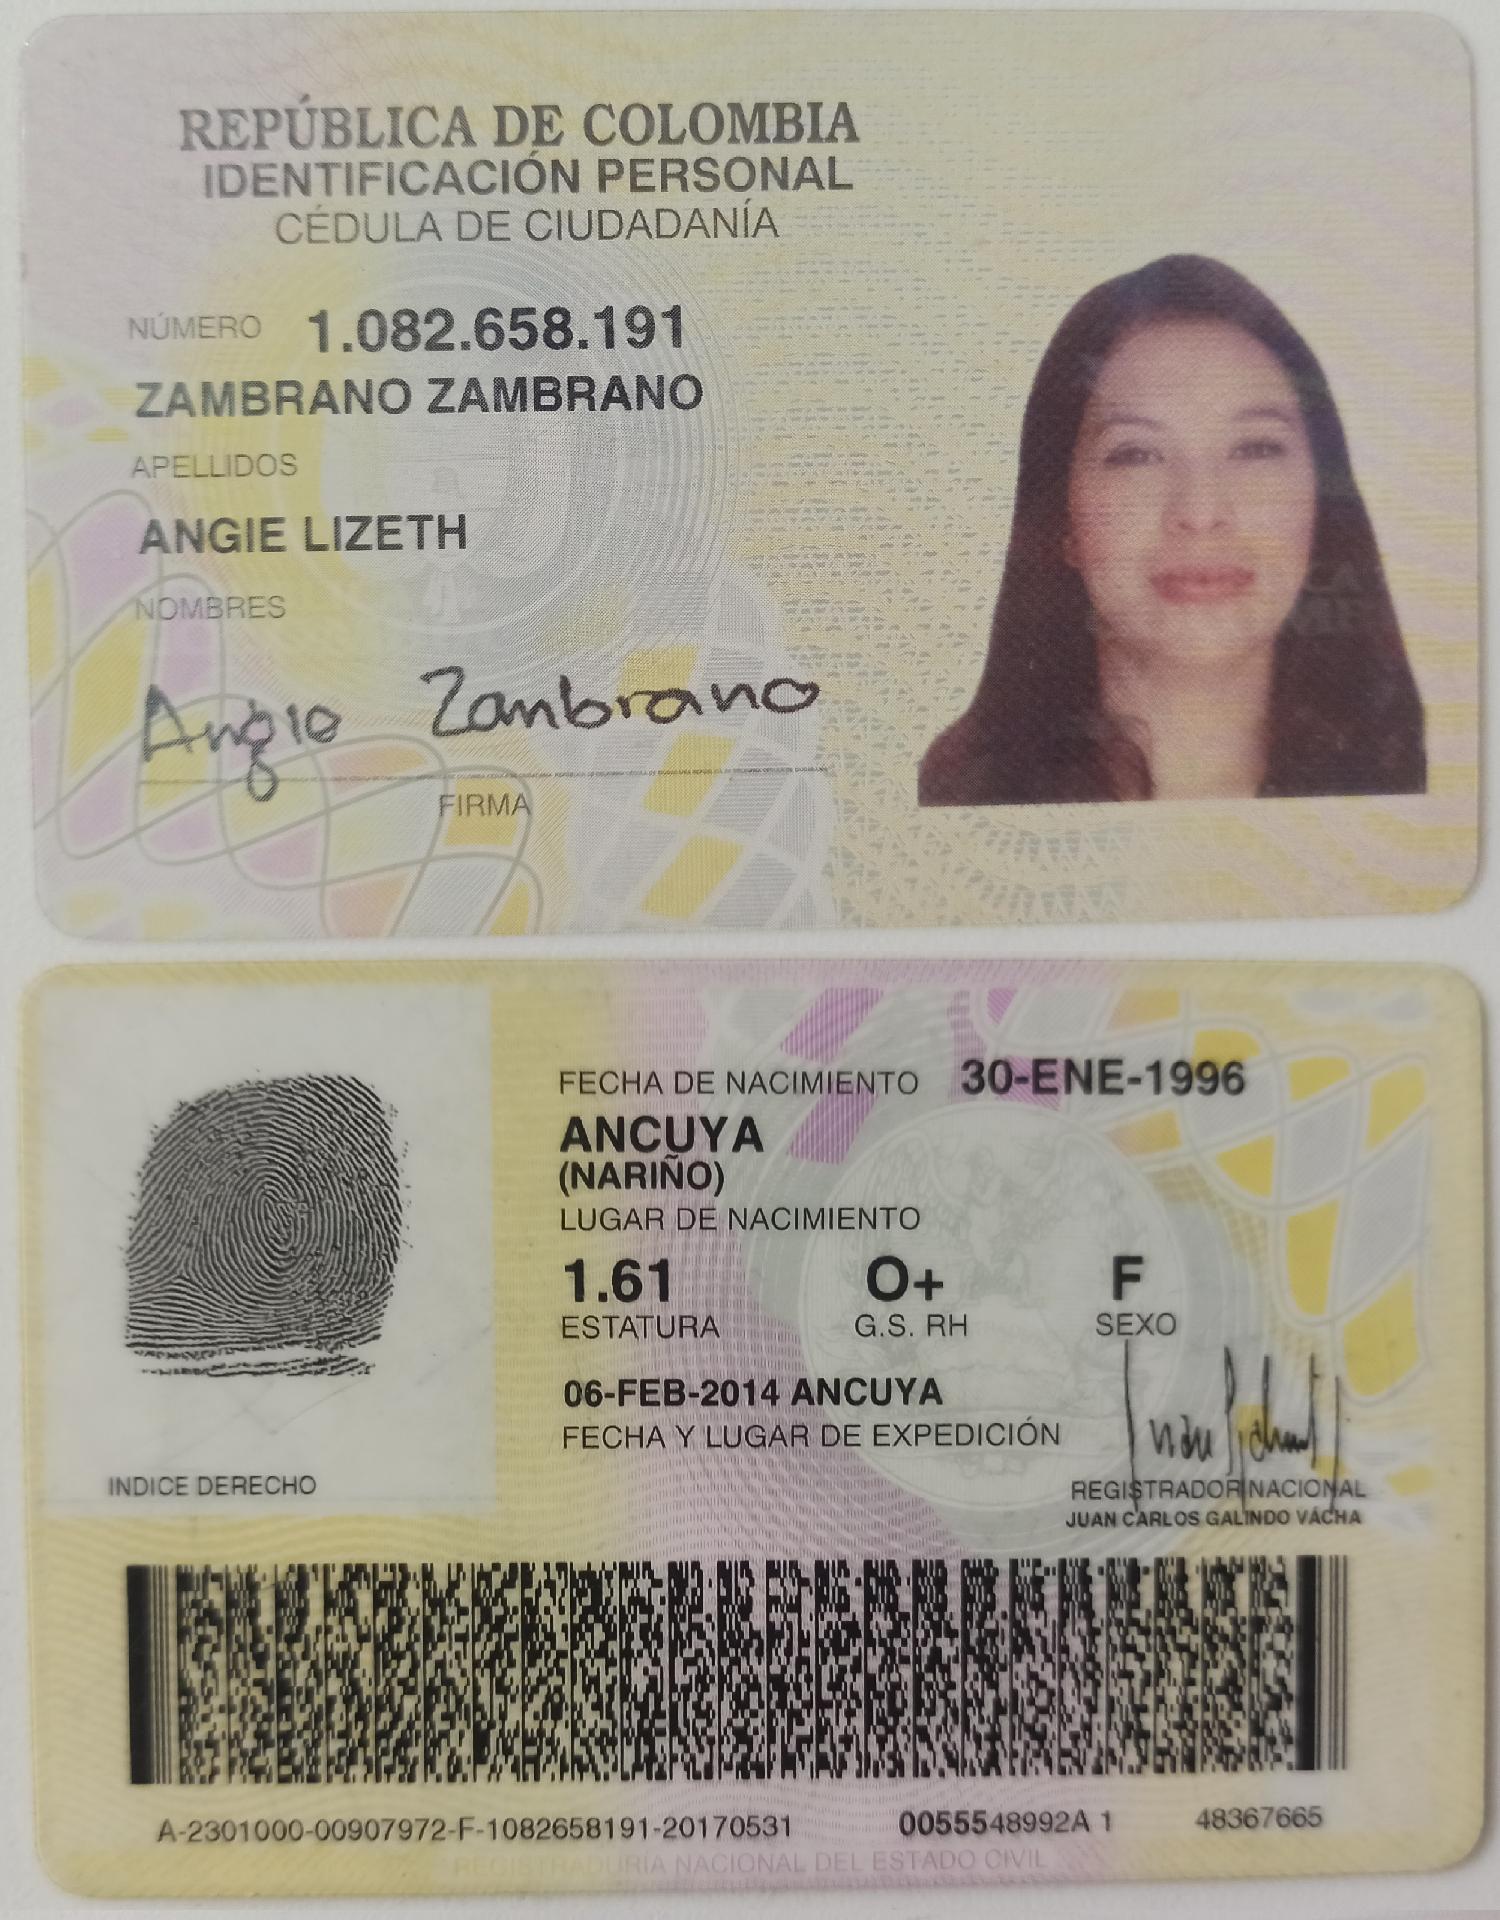 REPÚBLICA DE COLOMBIA
IDENTIFICACIÓN PERSONAL
CÉDULA DE CIUDADANÍA
NÚMERO 1.082.658.191
ZAMBRANO ZAMBRANO
APELLIDOS
ANGIE LIZETH
NOMBRES
Angie Zambrano
FIRMA
FECHA DE NACIMIENTO 30-ENE-1996
ANCUYA
(NARIÑO)
LUGAR DE NACIMIENTO
1.61 O+ F
ESTATURA G.S. RH SEXO
06-FEB-2014 ANCUYA
FECHA Y LUGAR DE EXPEDICIÓN
INDICE DERECHO
REGISTRADOR NACIONAL
JUAN CARLOS GALINDO VÁCHA
A-2301000-00907972-F-1082658191-20170531 0055548992A 1 48367665
REGISTRADURIA NACIONAL DEL ESTADO CIVIL